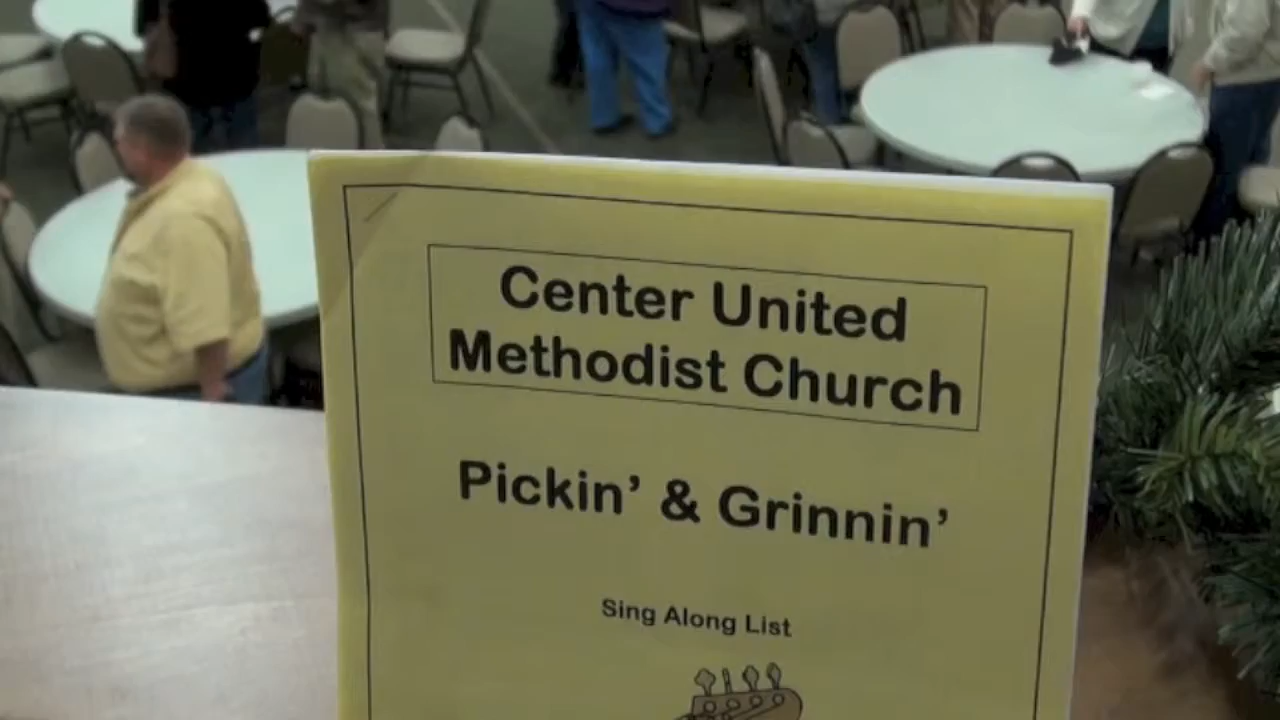 Center United
Methodist Church
Pickin’ & Grinnin’
Sing Along List